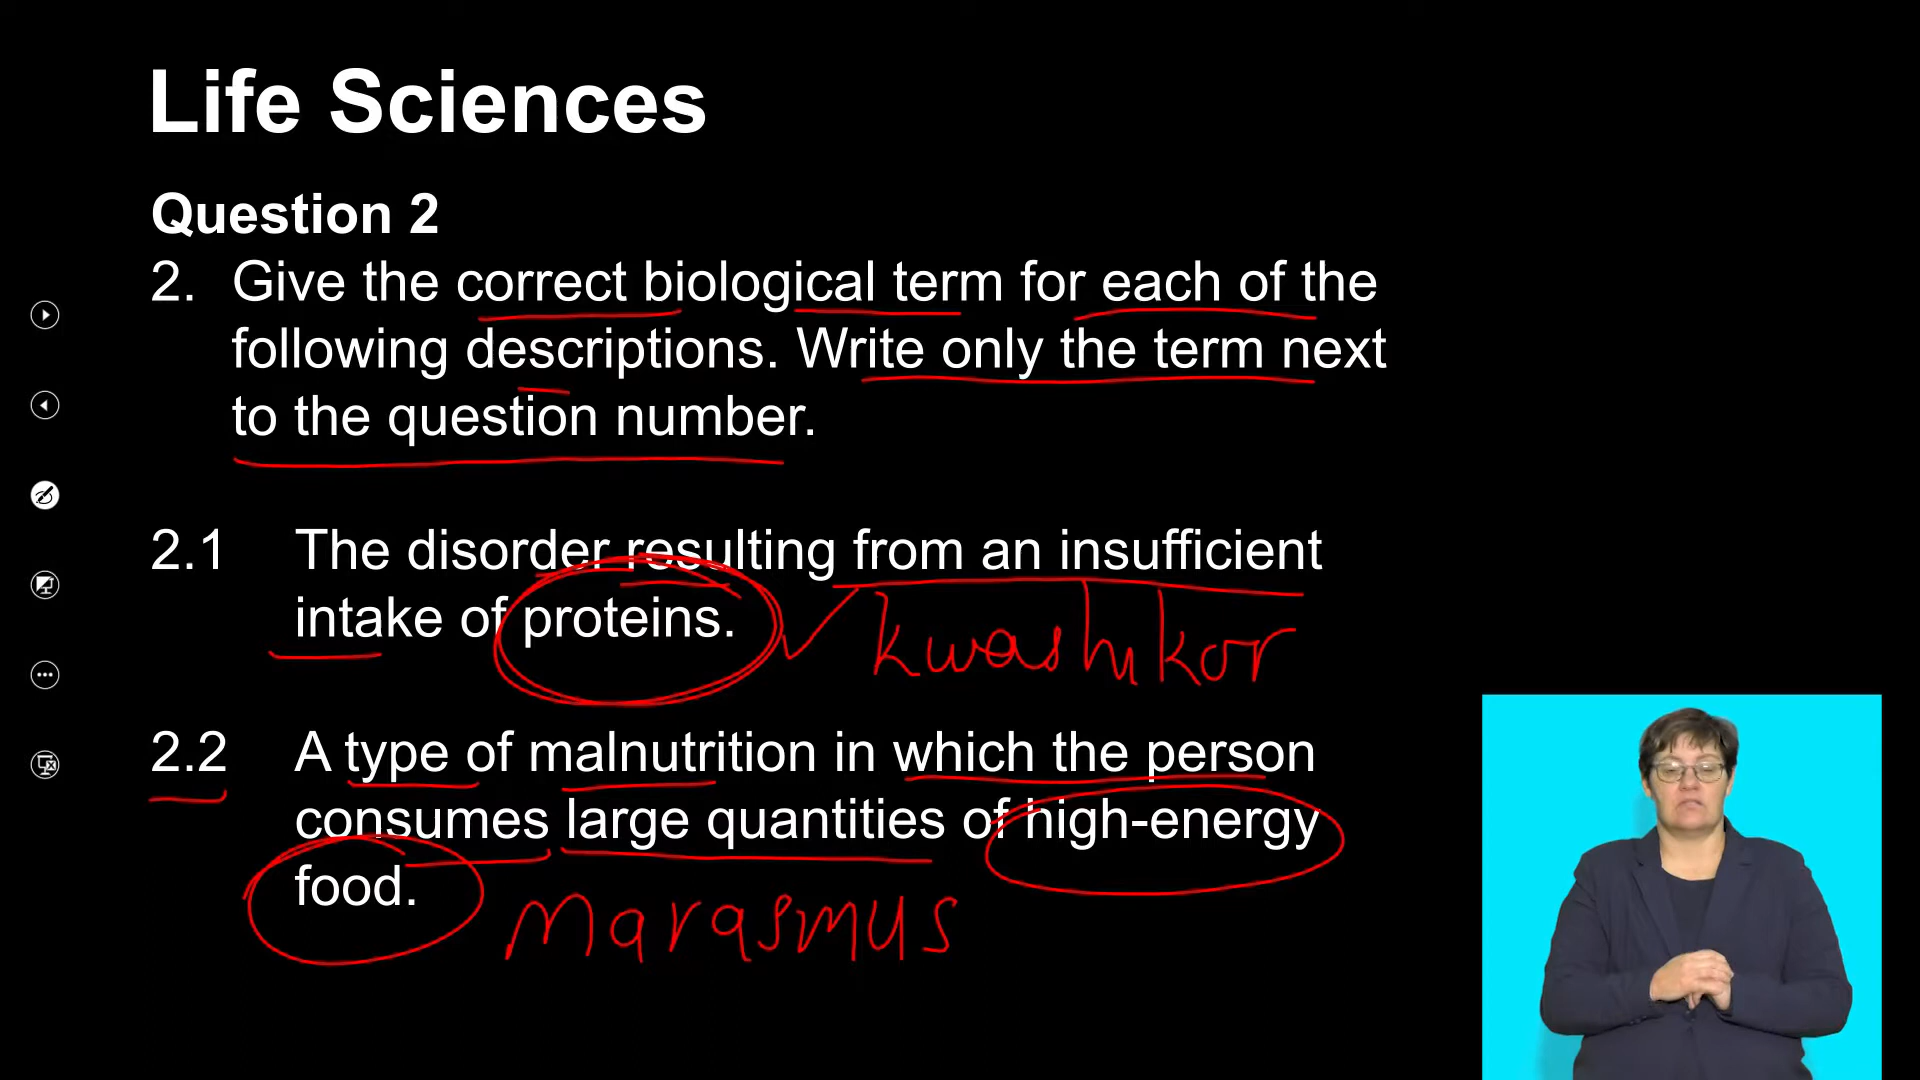 Life Sciences
Question 2
2. Give the correct biological term for each of the
following descriptions. Write only the term next
to the question number.
2.1 The disorder resulting from an insufficient
intake of proteins.
kwashikor
2.2 A type of malnutrition in which the person
consumes large quantities of high-energy
food.
marasmus